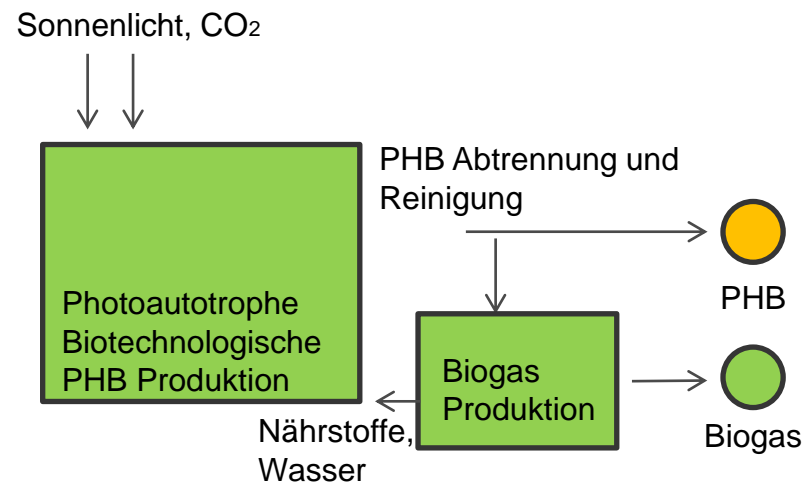 Sonnenlicht, CO2
PHB Abtrennung und
Reinigung
Photoautotrophe
Biotechnologische
PHB Produktion
PHB
Biogas
Produktion
Biogas
Nährstoffe,
Wasser